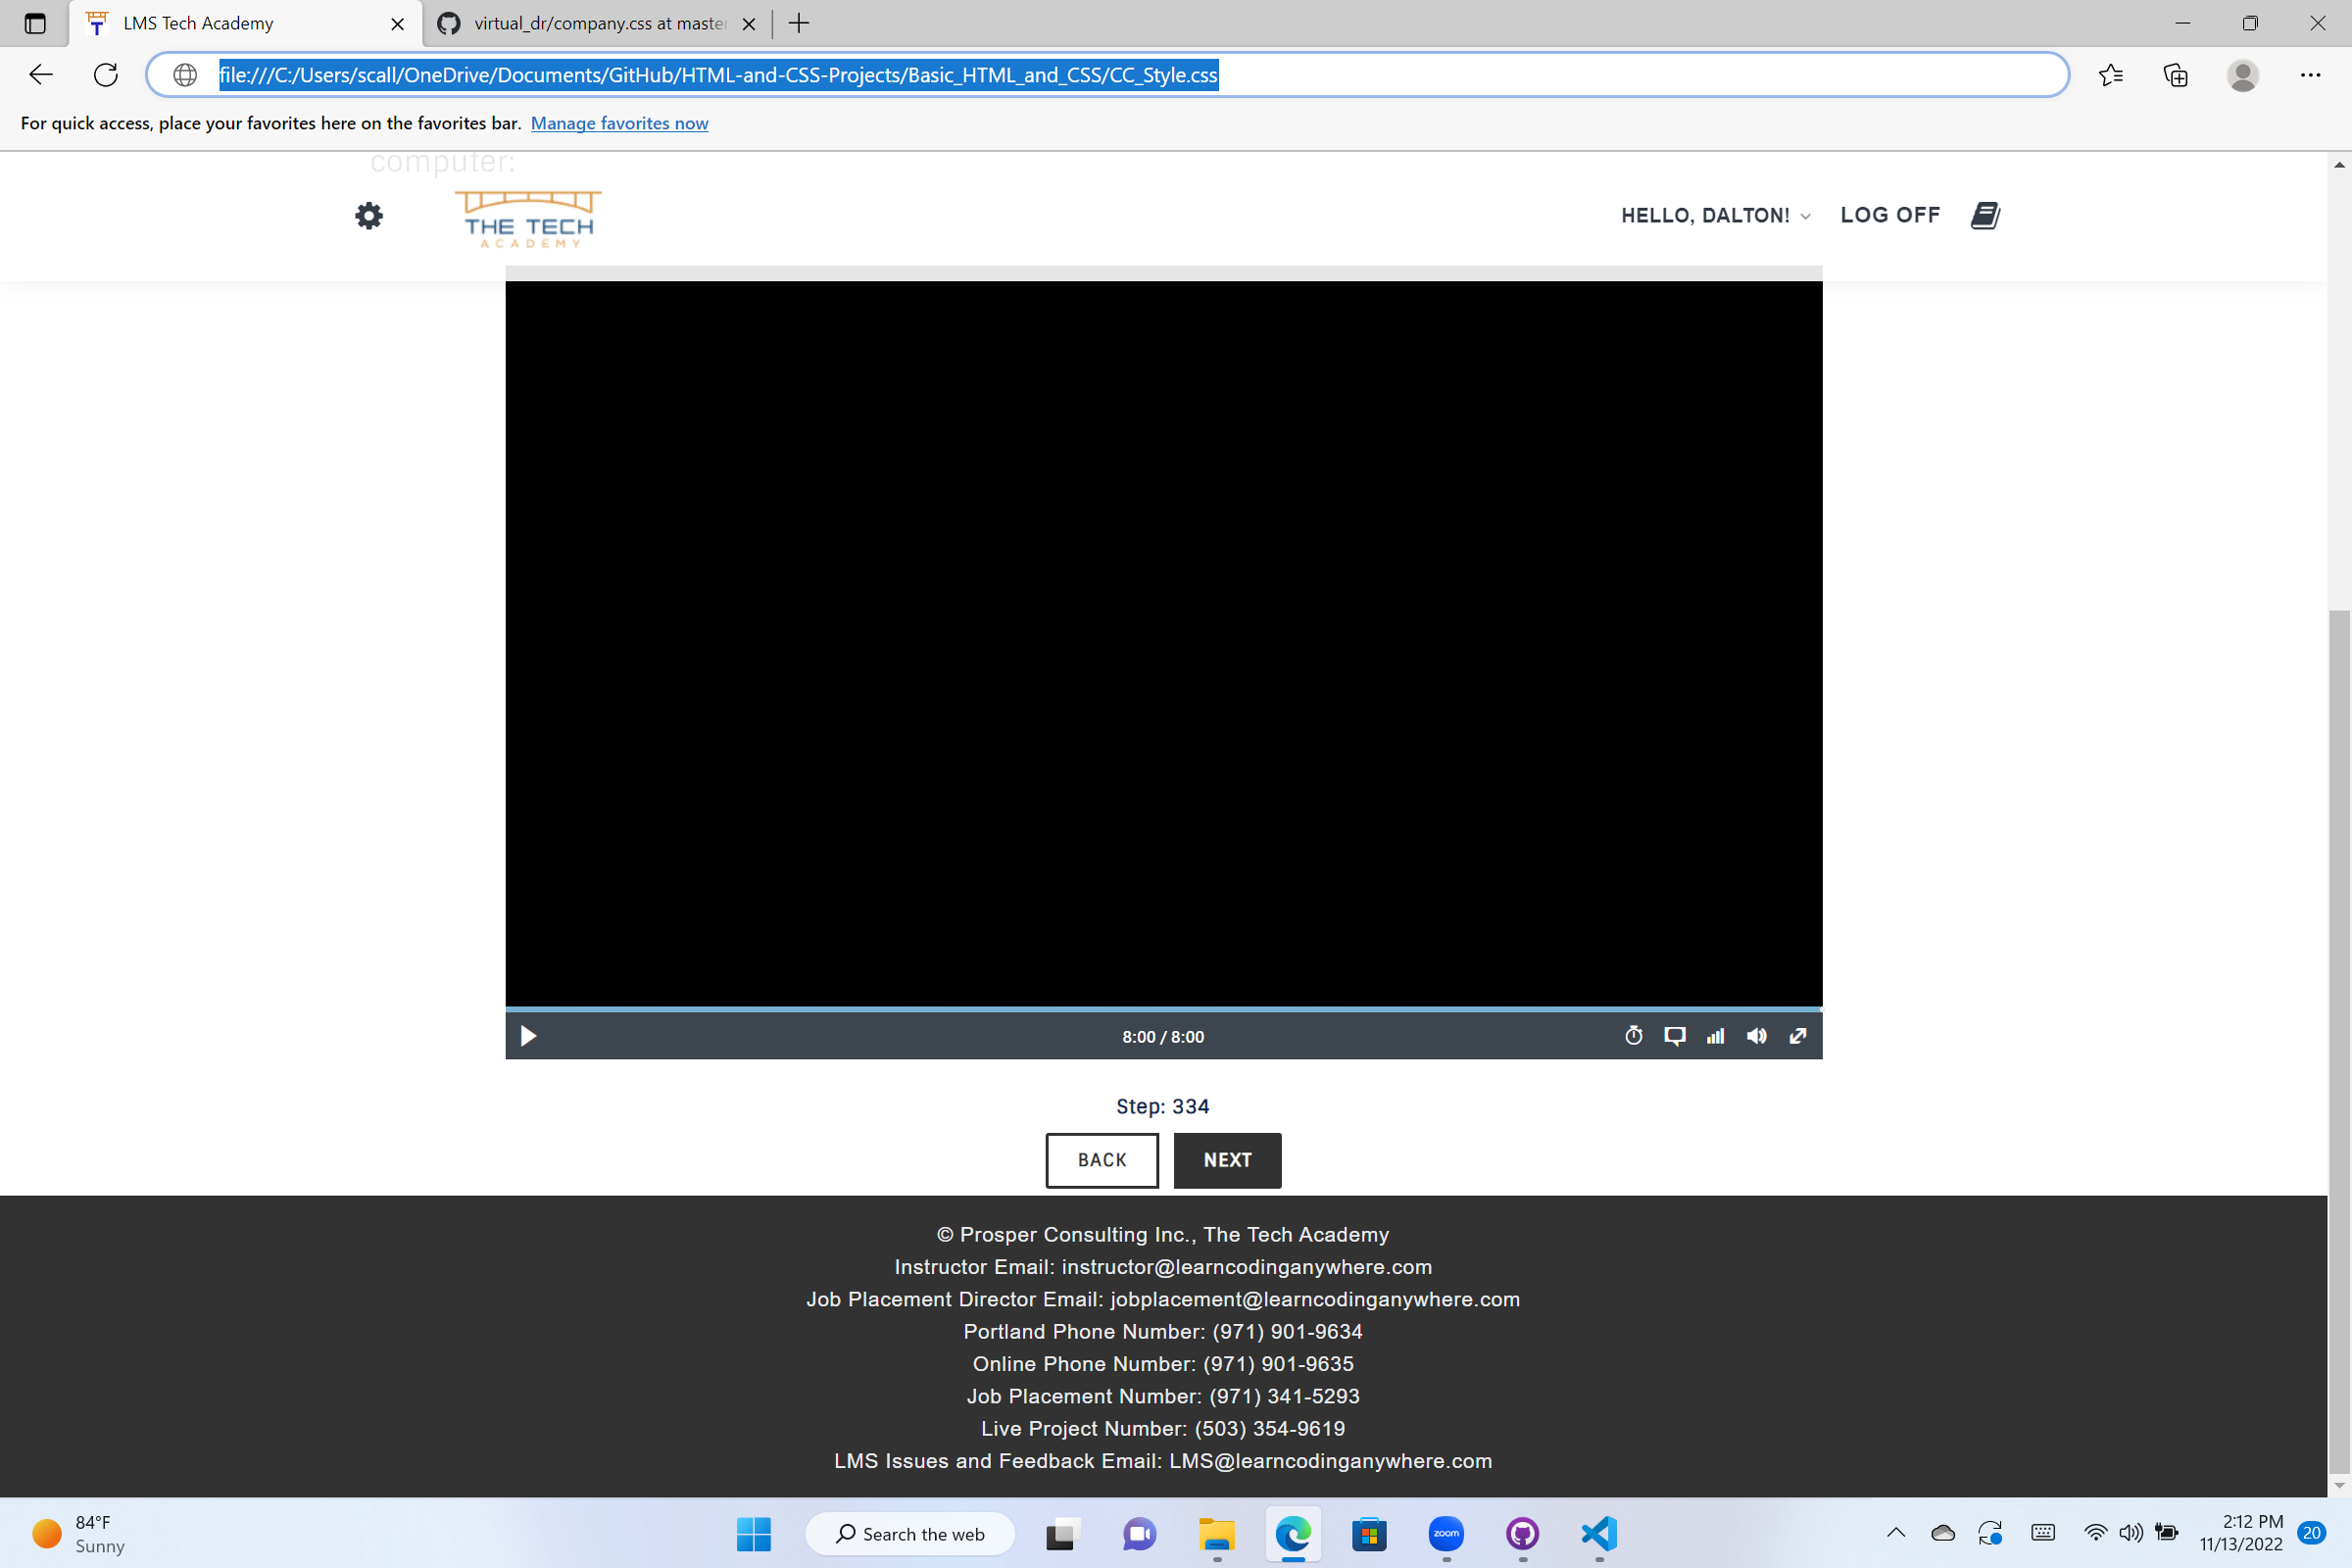 LMS Tech Academy
virtual_dr/company.css at master
file:///C:/Users/scall/OneDrive/Documents/GitHub/HTML-and-CSS-Projects/Basic_HTML_and_CSS/CC_Style.css
For quick access, place your favorites here on the favorites bar. Manage favorites now
computer:
THE TECH
ACADEMY
HELLO, DALTON!
LOG OFF
8:00 / 8:00
Step: 334
BACK
NEXT
© Prosper Consulting Inc., The Tech Academy
Instructor Email: instructor@learncodinganywhere.com
Job Placement Director Email: jobplacement@learncodinganywhere.com
Portland Phone Number: (971) 901-9634
Online Phone Number: (971) 901-9635
Job Placement Number: (971) 341-5293
Live Project Number: (503) 354-9619
LMS Issues and Feedback Email: LMS@learncodinganywhere.com
84°F
Sunny
Search the web
zoom
2:12 PM
11/13/2022
20